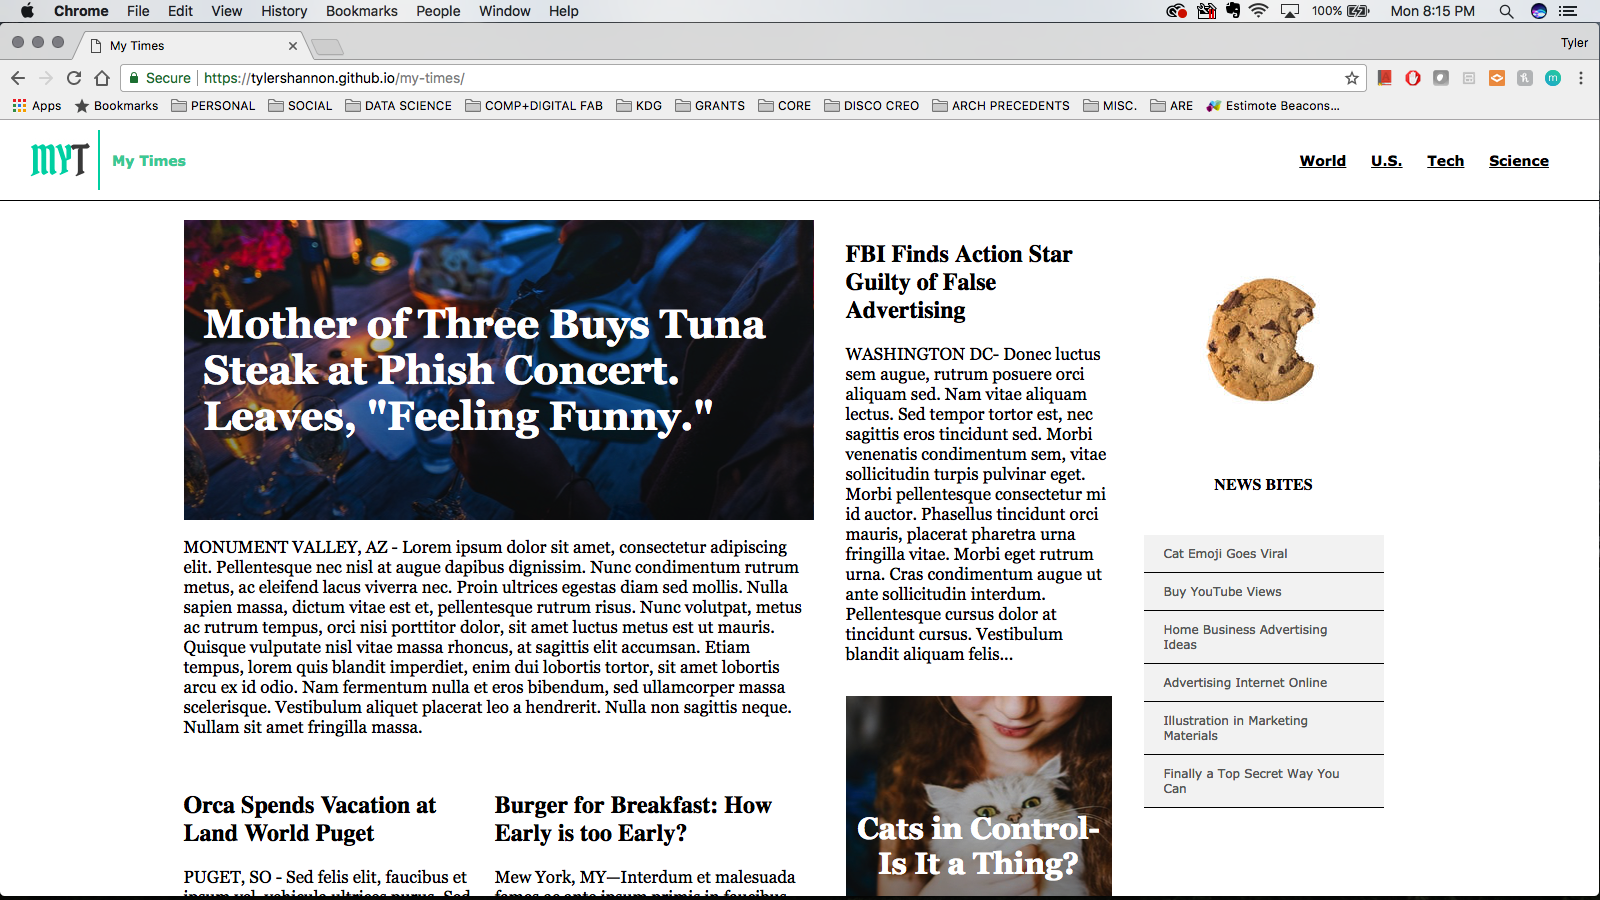 Chrome File Edit View History Bookmarks People Window Help 100% Mon 8:15 PM
My Times Tyler
Secure https://tylershannon.github.io/my-times/
Apps Bookmarks PERSONAL SOCIAL DATA SCIENCE COMP+DIGITAL FAB KDG GRANTS CORE DISCO CREO ARCH PRECEDENTS MISC. ARE Estimote Beacons...
MYT My Times World U.S. Tech Science
Mother of Three Buys Tuna
Steak at Phish Concert.
Leaves, "Feeling Funny."
MONUMENT VALLEY, AZ - Lorem ipsum dolor sit amet, consectetur adipiscing
elit. Pellentesque nec nisl at augue dapibus dignissim. Nunc condimentum rutrum
metus, ac eleifend lacus viverra nec. Proin ultrices egestas diam sed mollis. Nulla
sapien massa, dictum vitae est et, pellentesque rutrum risus. Nunc volutpat, metus
ac rutrum tempus, orci nisi porttitor dolor, sit amet luctus metus est ut mauris.
Quisque vulputate nisl vitae massa rhoncus, at sagittis elit accumsan. Etiam
tempus, lorem quis blandit imperdiet, enim dui lobortis tortor, sit amet lobortis
arcu ex id odio. Nam fermentum nulla et eros bibendum, sed ullamcorper massa
scelerisque. Vestibulum aliquet placerat leo a hendrerit. Nulla non sagittis neque.
Nullam sit amet fringilla massa.
Orca Spends Vacation at
Land World Puget
PUGET, SO - Sed felis elit, faucibus et
ipsum vel, vehicula ultrices purus. Sed
Burger for Breakfast: How
Early is too Early?
Mew York, MY—Interdum et malesuada
fames ac ante ipsum primis in faucibus
FBI Finds Action Star
Guilty of False
Advertising
WASHINGTON DC- Donec luctus
sem augue, rutrum posuere orci
aliquam sed. Nam vitae aliquam
lectus. Sed tempor tortor est, nec
sagittis eros tincidunt sed. Morbi
venenatis condimentum sem, vitae
sollicitudin turpis pulvinar eget.
Morbi pellentesque consectetur mi
id auctor. Phasellus tincidunt orci
mauris, placerat pharetra urna
fringilla vitae. Morbi eget rutrum
urna. Cras condimentum augue ut
ante sollicitudin interdum.
Pellentesque cursus dolor at
tincidunt cursus. Vestibulum
blandit aliquam felis...
Cats in Control-
Is It a Thing?
NEWS BITES
Cat Emoji Goes Viral
Buy YouTube Views
Home Business Advertising
Ideas
Advertising Internet Online
Illustration in Marketing
Materials
Finally a Top Secret Way You
Can